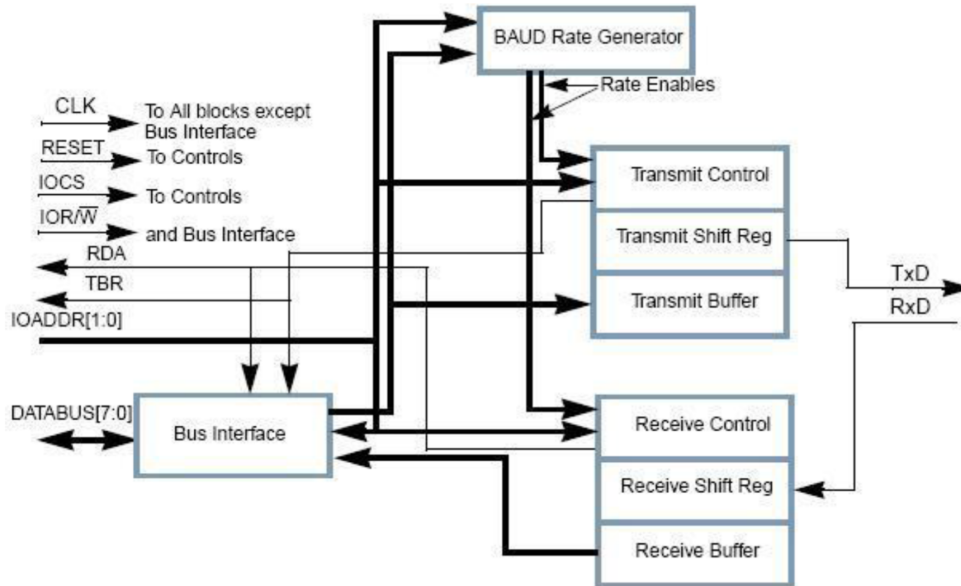 BAUD Rate Generator
Rate Enables
CLK
To All blocks except
Bus Interface
RESET
To Controls
IOCS
To Controls
IOR/W̅
and Bus Interface
RDA
TBR
IOADDR[1:0]
DATABUS[7:0]
Bus Interface
Transmit Control
Transmit Shift Reg
Transmit Buffer
TxD
RxD
Receive Control
Receive Shift Reg
Receive Buffer